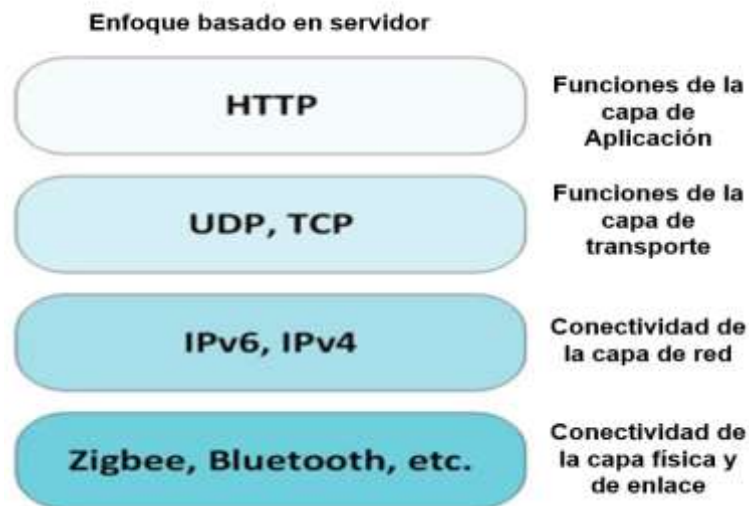 Enfoque basado en servidor
HTTP
Funciones de la
capa de
Aplicación
UDP, TCP
Funciones de la
capa de
transporte
IPv6, IPv4
Conectividad de
la capa de red
Zigbee, Bluetooth, etc.
Conectividad de
la capa física y
de enlace